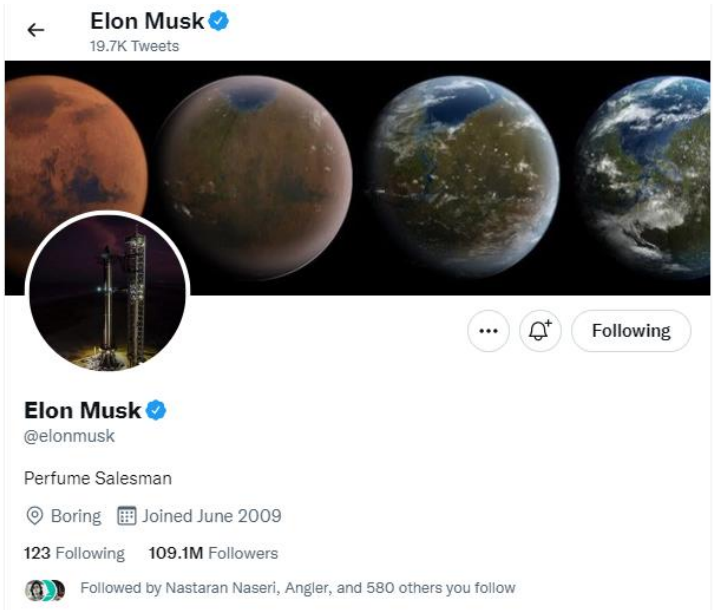 Elon Musk
19.7K Tweets
Following
Elon Musk
@elonmusk
Perfume Salesman
Boring Joined June 2009
123 Following 109.1M Followers
Followed by Nastaran Naseri, Angler, and 580 others you follow